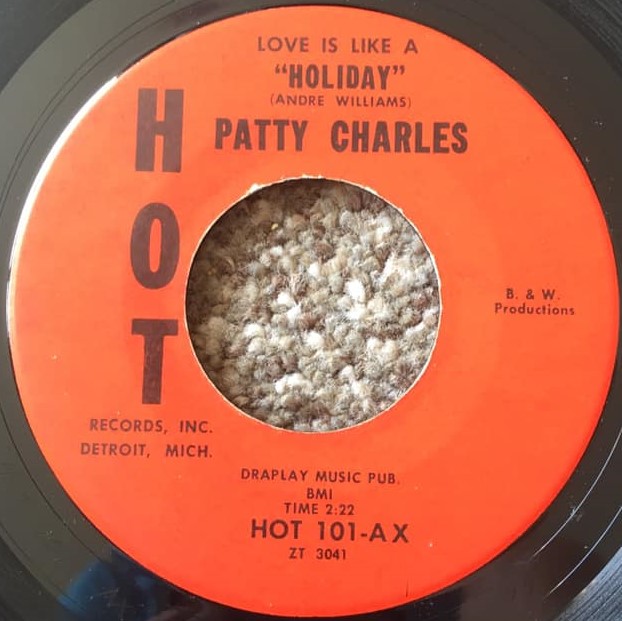 LOVE IS LIKE A
“HOLIDAY”
(ANDRE WILLIAMS)
PATTY CHARLES
HOT
B. & W.
Productions
RECORDS, INC.
DETROIT, MICH.
DRAPLAY MUSIC PUB.
BMI
TIME 2:22
HOT 101-AX
ZT 3041